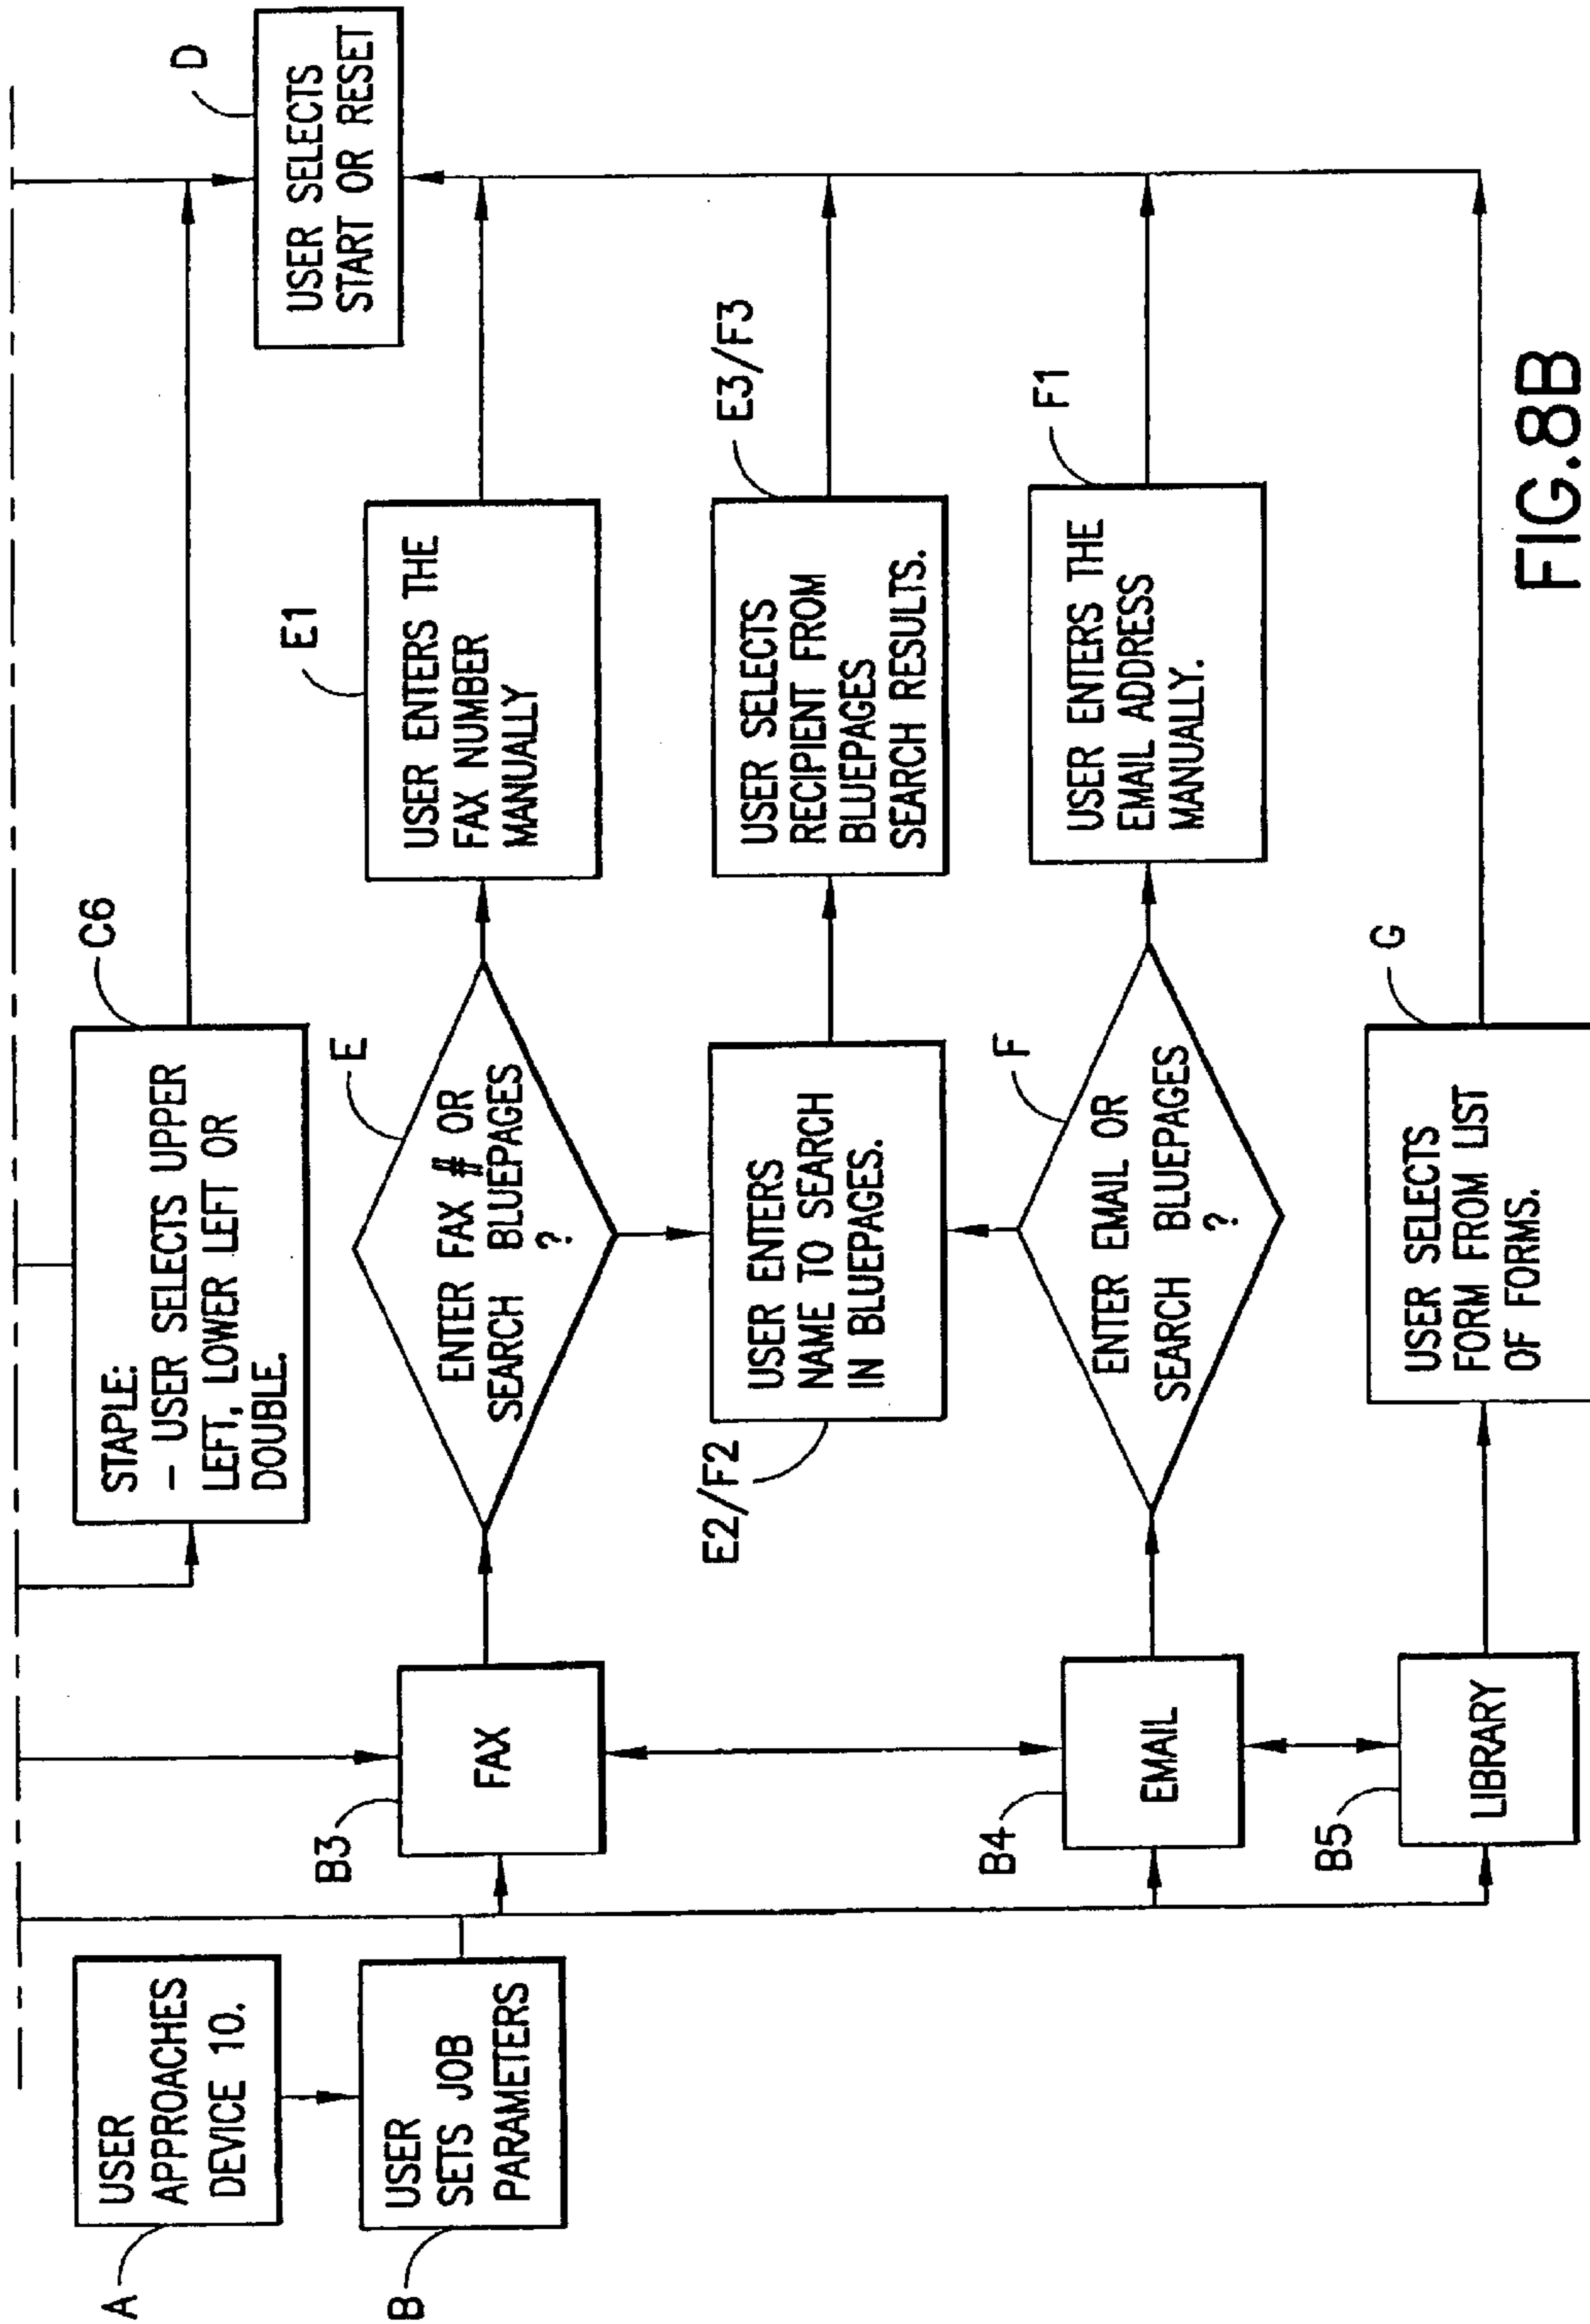 A
USER
APPROACHES
DEVICE 10.
B
USER
SETS JOB
PARAMETERS
C6
STAPLE:
- USER SELECTS UPPER
LEFT, LOWER LEFT OR
DOUBLE.
D
USER SELECTS
START OR RESET
B3
FAX
E
ENTER FAX # OR
SEARCH BLUEPAGES
?
E1
USER ENTERS THE
FAX NUMBER
MANUALLY
E2/F2
USER ENTERS
NAME TO SEARCH
IN BLUEPAGES.
E3/F3
USER SELECTS
RECIPIENT FROM
BLUEPAGES
SEARCH RESULTS.
B4
EMAIL
F
ENTER EMAIL OR
SEARCH BLUEPAGES
?
F1
USER ENTERS THE
EMAIL ADDRESS
MANUALLY.
B5
LIBRARY
G
USER SELECTS
FORM FROM LIST
OF FORMS.
FIG.8B